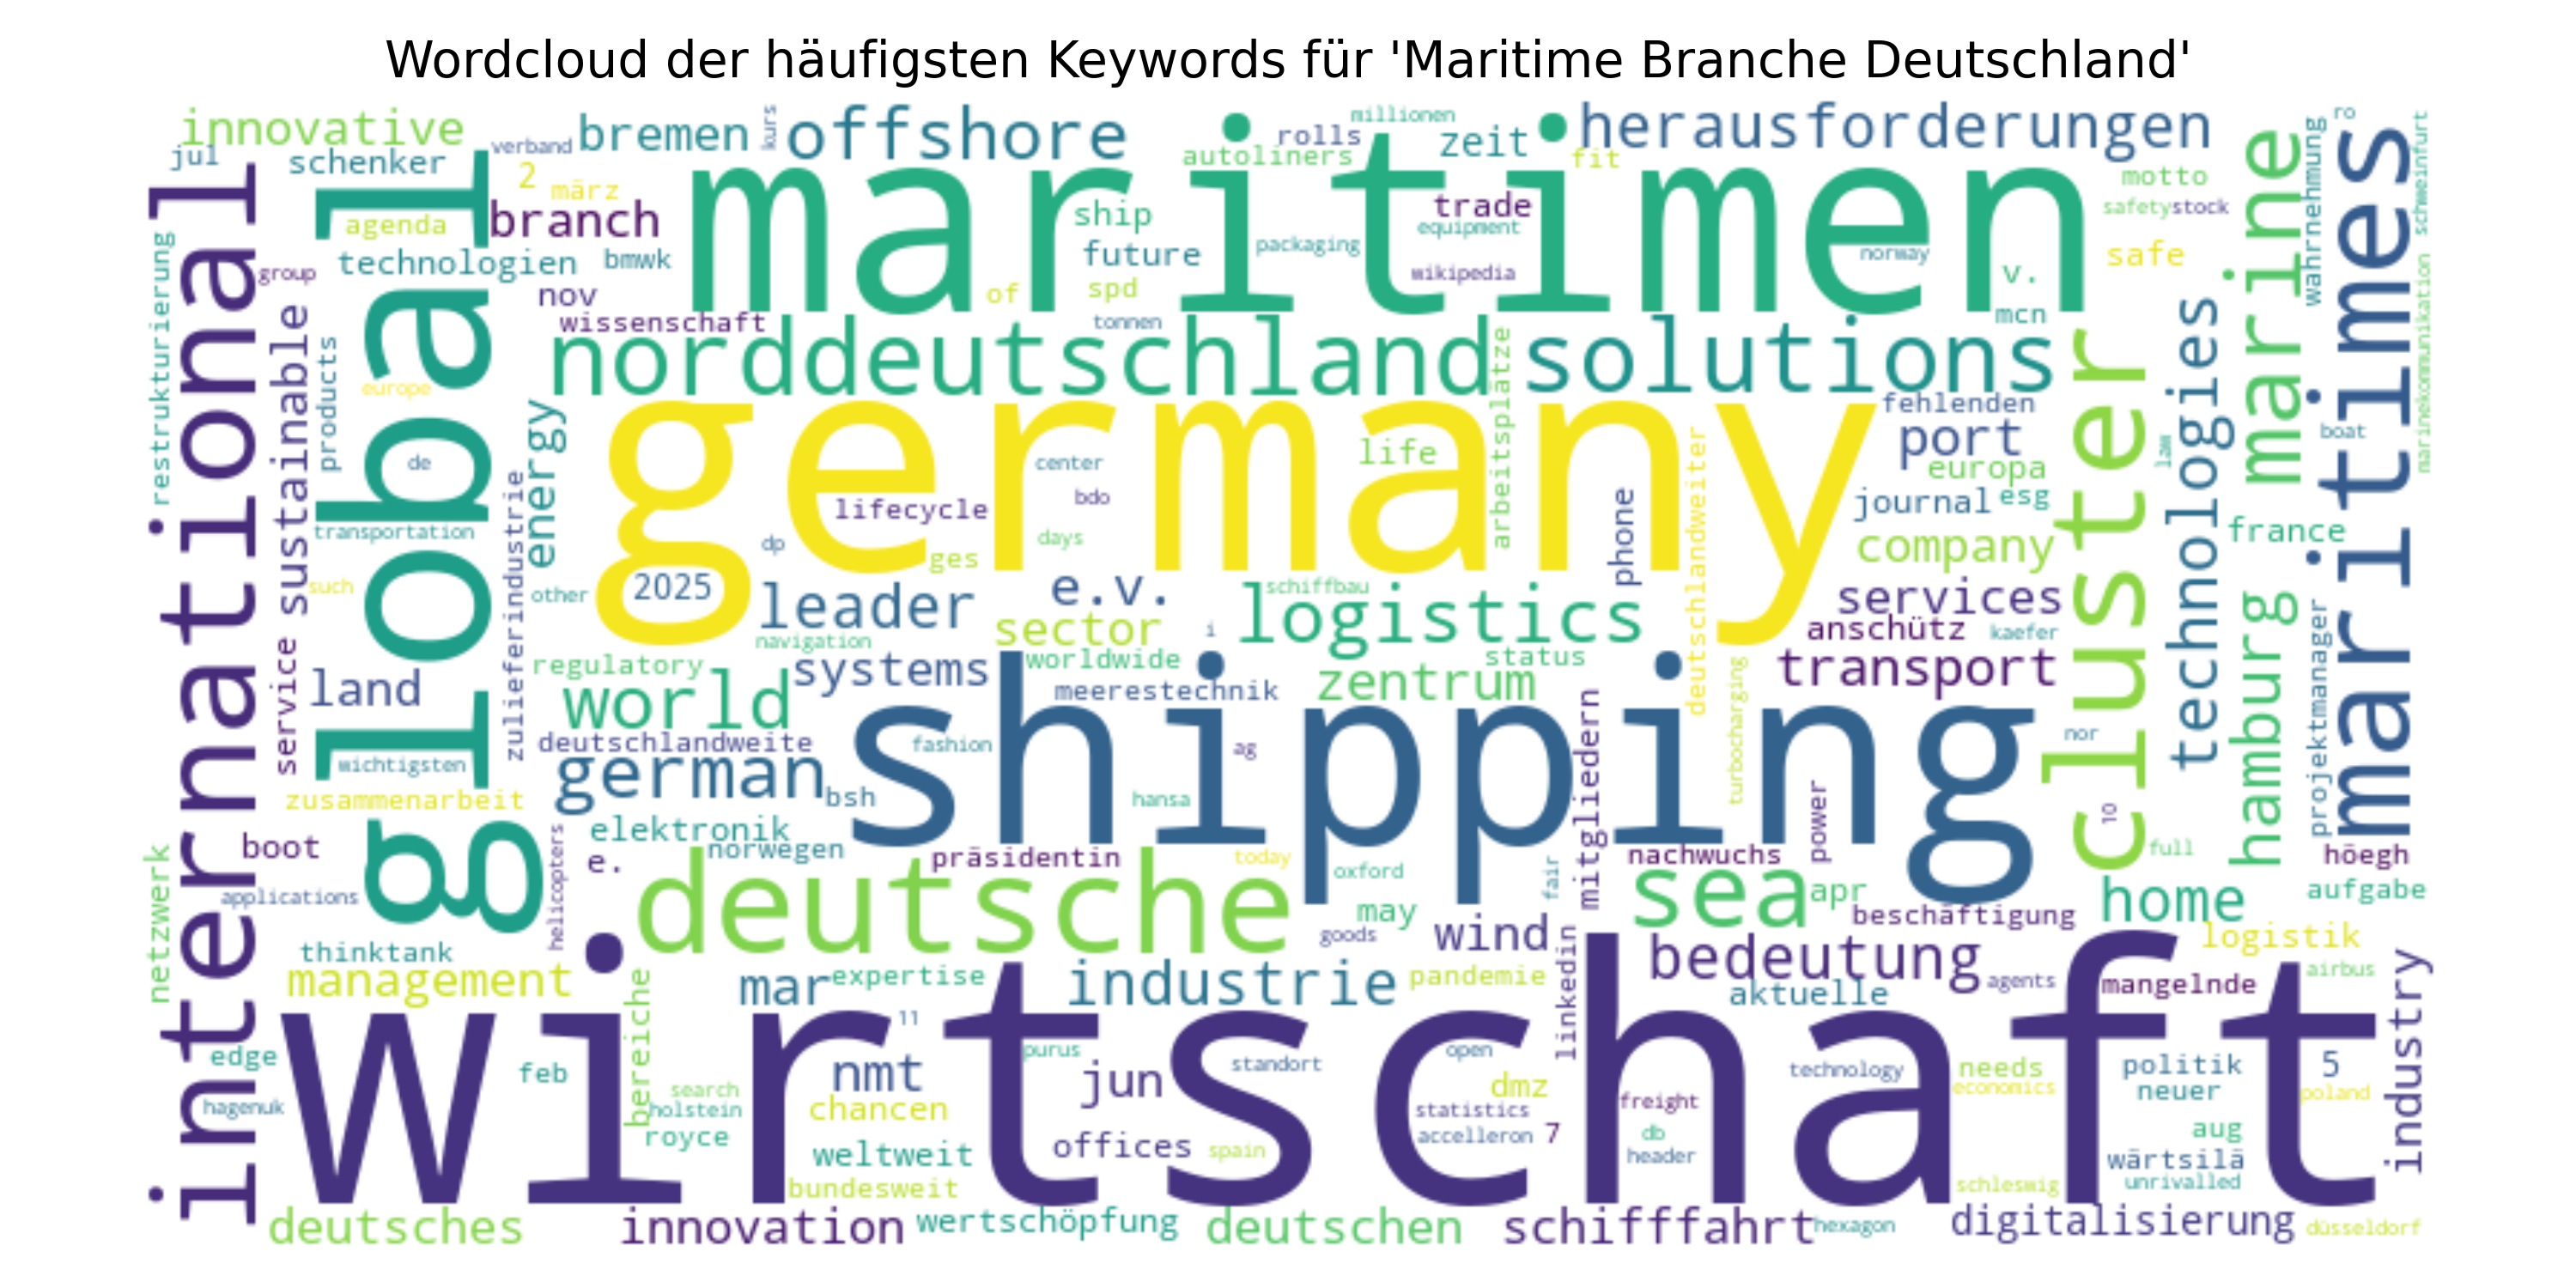 Wordcloud der häufigsten Keywords für 'Maritime Branche Deutschland'
innovative
jul
schenker
verband
bremen
kurs
offshore
millionen
rolls
autoliners
zeit
fit
herausforderungen
ro
schweinfurt
wahrnehmung
marine
maritimes
international
global
2
märz
agenda
branch
technologien
bmwk
group
nov
wissenschaft
maritimen
ship
future
of
spd
tonnen
packaging
trade
equipment
wikipedia
norway
v.
mcn
motto
safety
stock
safe
restrukturierung
sustainable
products
europe
de
energy
zulieferindustrie
norddeutschland
arbeitsplätze
solutions
germany
center
life
bdo
lifecycle
days
dp
ges
2025
phone
deutschlandweiter
fehlenden
port
europa
journal
esg
company
cluster
law
technologies
boat
france
marinekommunikation
transportation
such
other
leader
e.v.
schiffbau
logistics
services
anschütz
kaefer
transport
hamburg
projektmanager
navigation
sector
i
status
worldwide
zentrum
regulatory
systems
meerestechnik
world
land
service
deutschlandweite
wichtigsten
german
bsh
fashion
ag
shipping
hansa
turbocharging
mitgliedern
power
nor
10
full
zusammenarbeit
boot
netzwerk
applications
helicopters
elektronik
norwegen
e.
präsidentin
today
oxford
fair
nachwuchs
sea
apr
höegh
aufgabe
home
deutsche
may
goods
wind
beschäftigung
logistik
thinktank
management
bereiche
mar
expertise
industrie
pandemie
linkedin
bedeutung
agents
aktuelle
mangelnde
airbus
industry
wirtschaft
11
edge
feb
hagenuk
search
holstein
royce
nmt
chancen
purus
jun
standort
open
dmz
statistics
accelleron
7
freight
db
header
technology
needs
economics
politik
neuer
5
poland
aug
wärtsilä
unrivalled
schleswig
weltweit
offices
spain
bundesweit
deutsches
innovation
wertschöpfung
deutschen
schifffahrt
hexagon
digitalisierung
düsseldorf